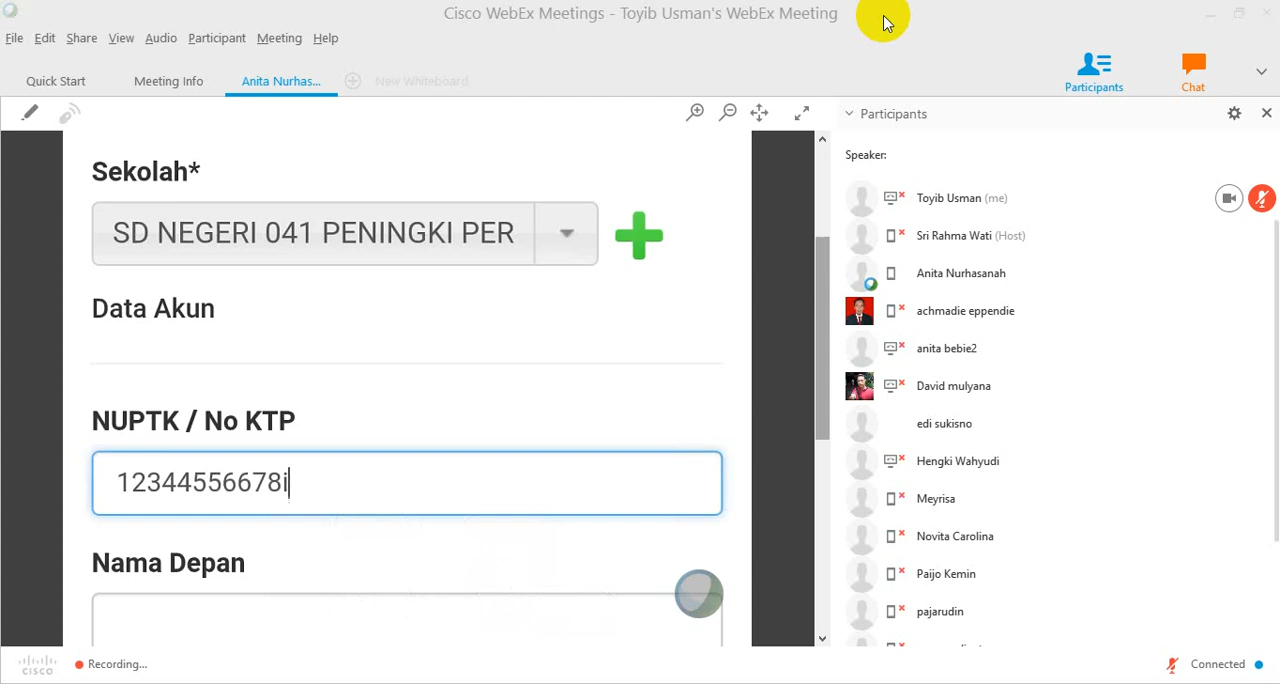 Cisco WebEx Meetings - Toyib Usman's WebEx Meeting
File Edit Share View Audio Participant Meeting Help
Quick Start Meeting Info Anita Nurhas... New Whiteboard
Participants
Chat
Participants
Speaker:
Sekolah*
SD NEGERI 041 PENINGKI PER
Data Akun
NUPTK / No KTP
12344556678i
Nama Depan
Toyib Usman (me)
Sri Rahma Wati (Host)
Anita Nurhasanah
achmadie eppendie
anita bebie2
David mulyana
edi sukisno
Hengki Wahyudi
Meyrisa
Novita Carolina
Paijo Kemin
pajarudin
cisco
Recording...
Connected